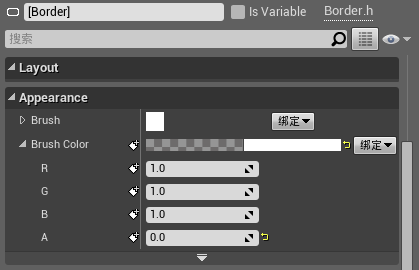 [Border] Is Variable Border.h
搜索
Layout
Appearance
Brush 绑定
Brush Color 绑定
R 1.0
G 1.0
B 1.0
A 0.0